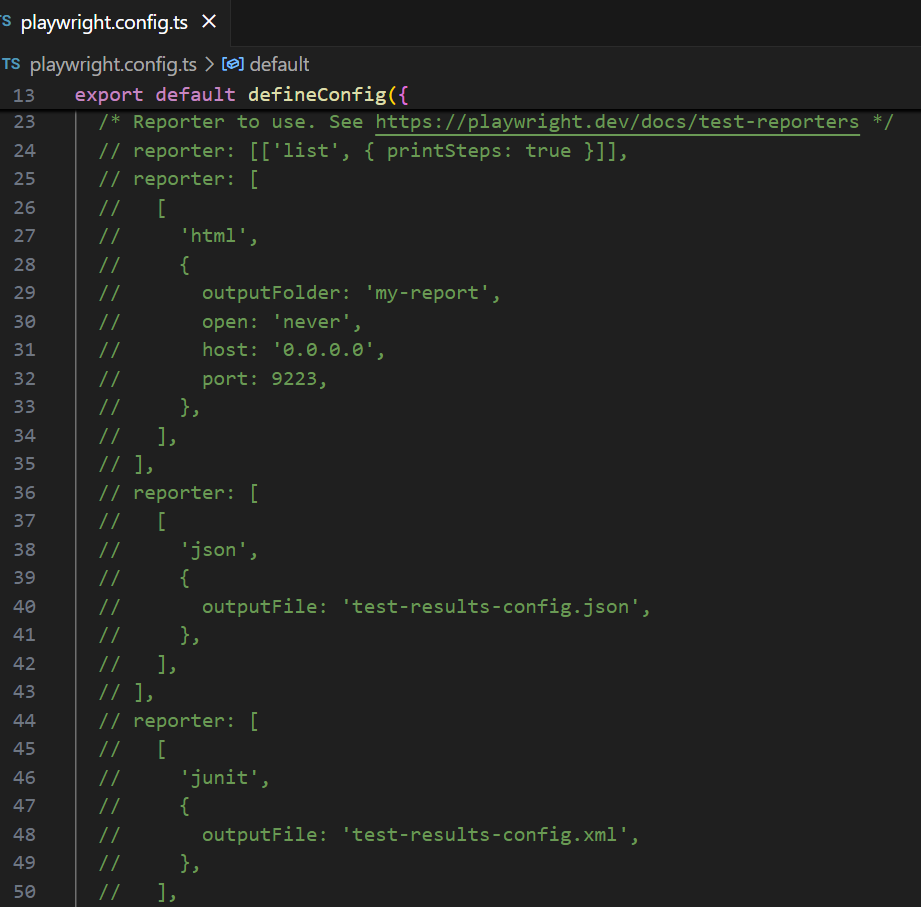 TS playwright.config.ts ×
TS playwright.config.ts > default
13 export default defineConfig({
23 /* Reporter to use. See https://playwright.dev/docs/test-reporters */
24 // reporter: [['list', { printSteps: true }]],
25 // reporter: [
26 //   [
27 //     'html',
28 //     {
29 //       outputFolder: 'my-report',
30 //       open: 'never',
31 //       host: '0.0.0.0',
32 //       port: 9223,
33 //     },
34 //   ],
35 // ],
36 // reporter: [
37 //   [
38 //     'json',
39 //     {
40 //       outputFile: 'test-results-config.json',
41 //     },
42 //   ],
43 // ],
44 // reporter: [
45 //   [
46 //     'junit',
47 //     {
48 //       outputFile: 'test-results-config.xml',
49 //     },
50 //   ],